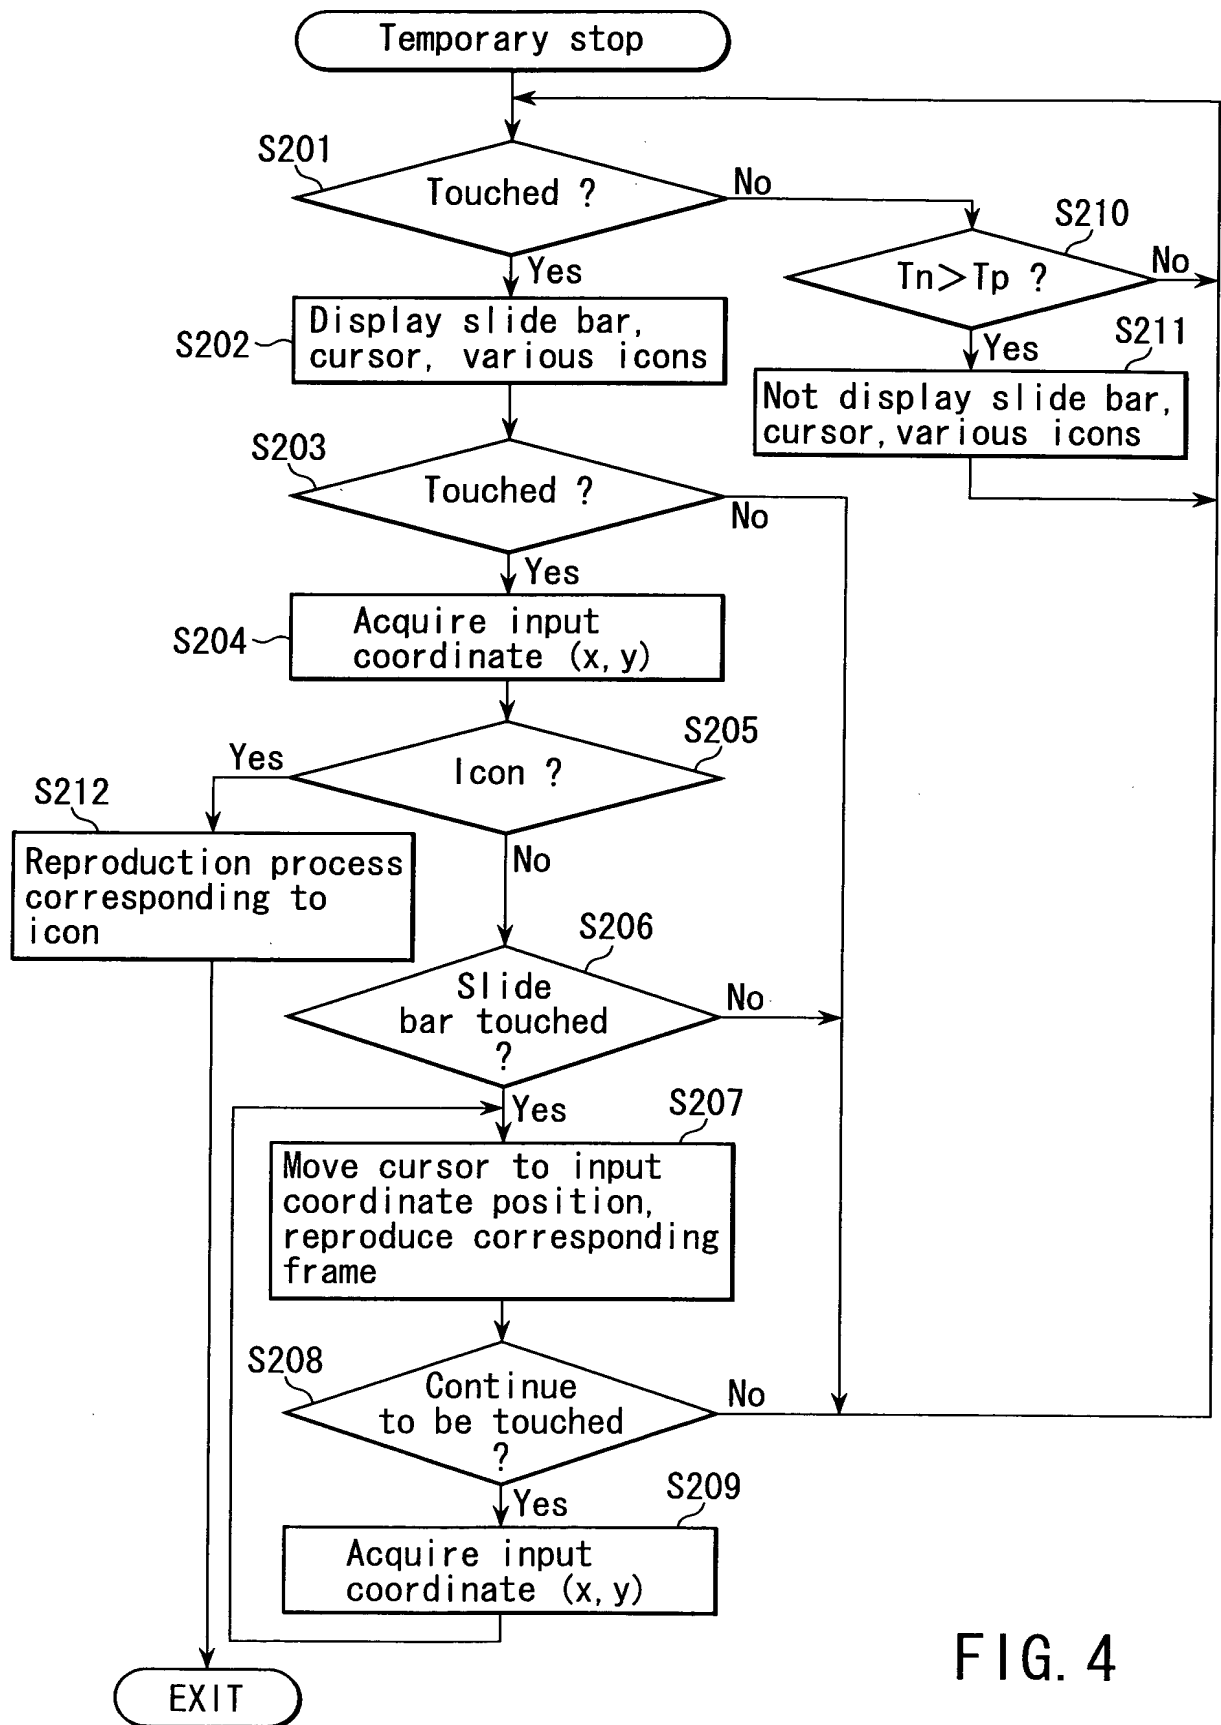 Temporary stop
S201
Touched ?
No
S210
Yes
Tn>Tp ?
No
S202
Display slide bar,
cursor, various icons
Yes
S211
Not display slide bar,
cursor, various icons
S203
Touched ?
No
Yes
S204
Acquire input
coordinate (x, y)
S205
Icon ?
Yes
S212
No
Reproduction process
corresponding to
icon
S206
Slide
bar touched
?
No
Yes
S207
Move cursor to input
coordinate position,
reproduce corresponding
frame
S208
Continue
to be touched
?
No
Yes
S209
Acquire input
coordinate (x, y)
EXIT
FIG. 4